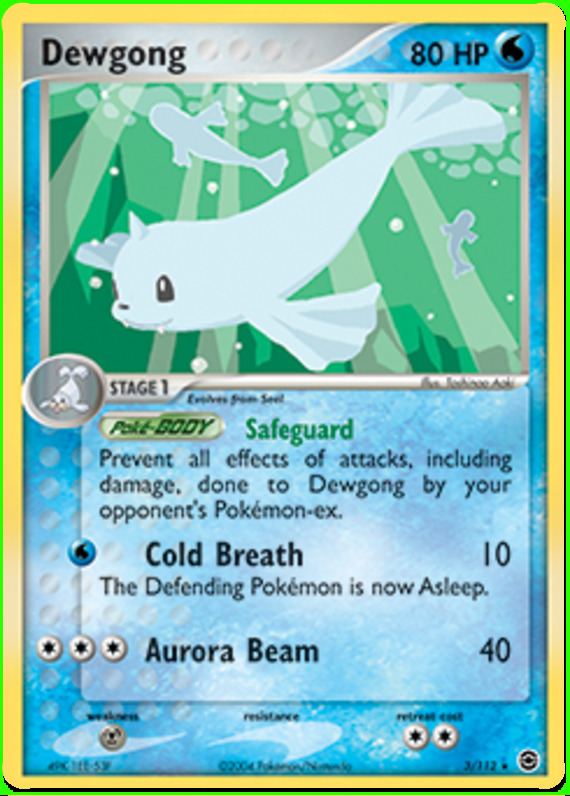 Dewgong 80 HP
Illus. Toshinao Aoki
STAGE 1
Evolves from Seel
Poké-BODY Safeguard
Prevent all effects of attacks, including
damage, done to Dewgong by your
opponent's Pokémon-ex.
Cold Breath 10
The Defending Pokémon is now Asleep.
Aurora Beam 40
weakness resistance retreat cost
©2004 Pokémon/Nintendo 3/112